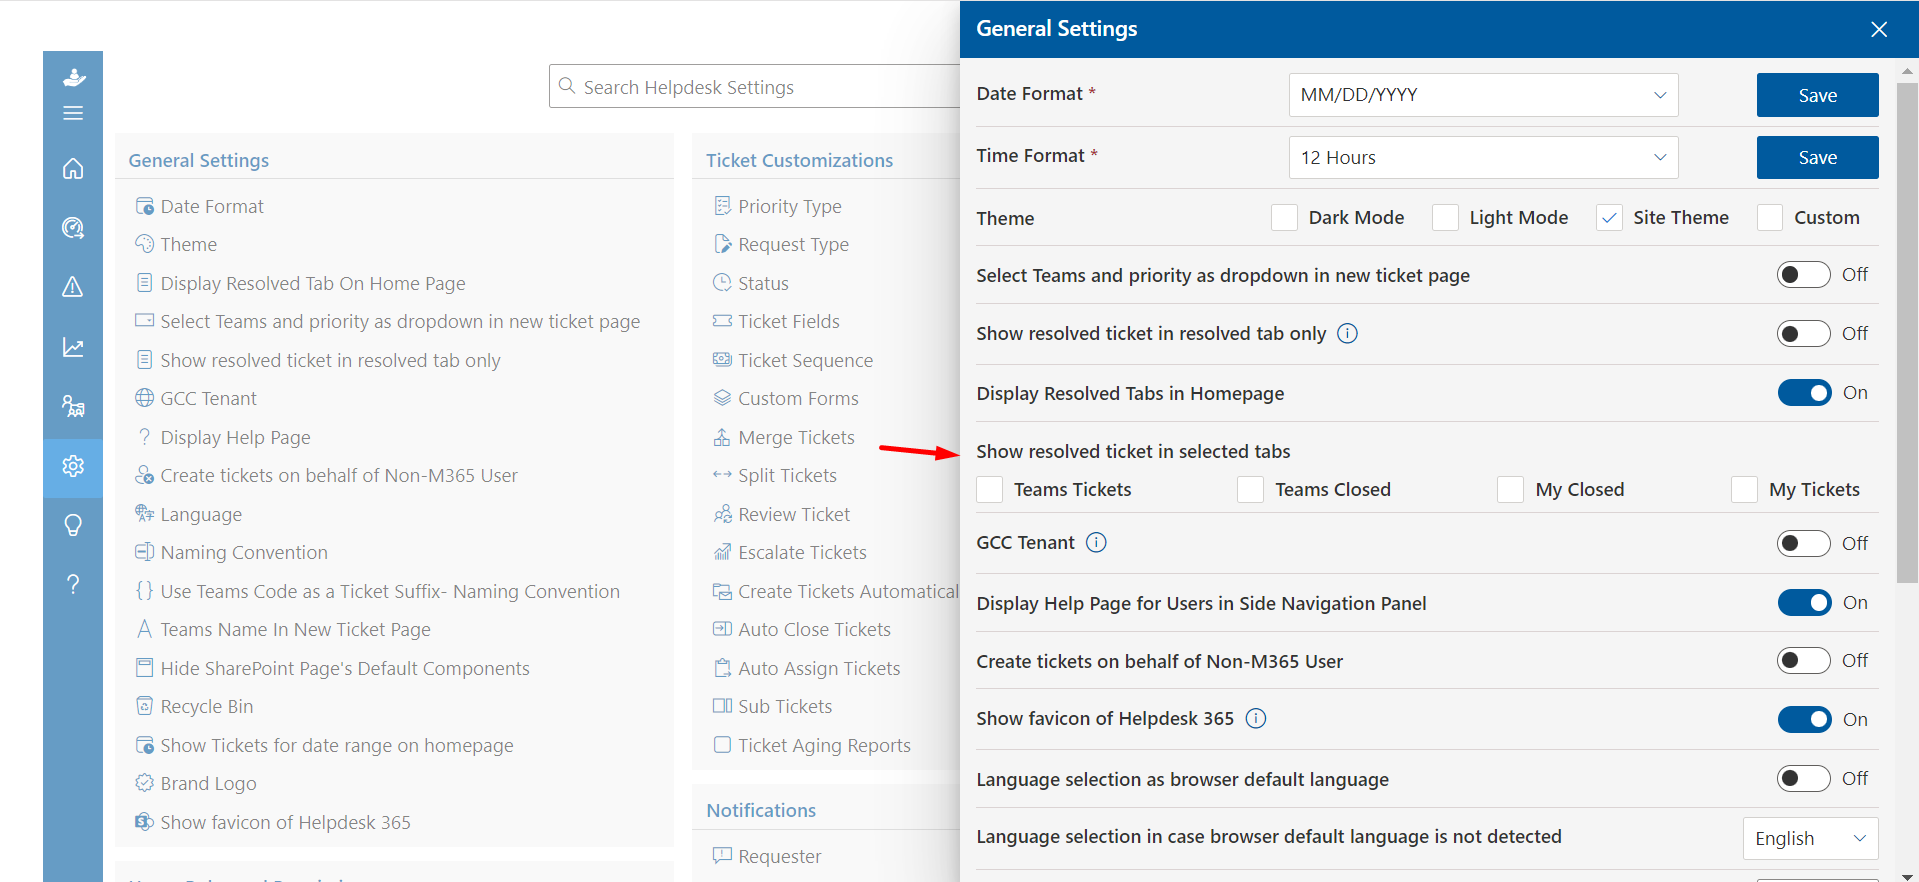 Search Helpdesk Settings
General Settings
Date Format
Theme
Display Resolved Tab On Home Page
Select Teams and priority as dropdown in new ticket page
Show resolved ticket in resolved tab only
GCC Tenant
Display Help Page
Create tickets on behalf of Non-M365 User
Language
Naming Convention
Use Teams Code as a Ticket Suffix- Naming Convention
Teams Name In New Ticket Page
Hide SharePoint Page's Default Components
Recycle Bin
Show Tickets for date range on homepage
Brand Logo
Show favicon of Helpdesk 365
Ticket Customizations
Priority Type
Request Type
Status
Ticket Fields
Ticket Sequence
Custom Forms
Merge Tickets
Split Tickets
Review Ticket
Escalate Tickets
Create Tickets Automatical
Auto Close Tickets
Auto Assign Tickets
Sub Tickets
Ticket Aging Reports
Notifications
Requester
General Settings
Date Format * MM/DD/YYYY Save
Time Format * 12 Hours Save
Theme Dark Mode Light Mode Site Theme Custom
Select Teams and priority as dropdown in new ticket page Off
Show resolved ticket in resolved tab only Off
Display Resolved Tabs in Homepage On
Show resolved ticket in selected tabs
Teams Tickets Teams Closed My Closed My Tickets
GCC Tenant Off
Display Help Page for Users in Side Navigation Panel On
Create tickets on behalf of Non-M365 User Off
Show favicon of Helpdesk 365 On
Language selection as browser default language Off
Language selection in case browser default language is not detected English